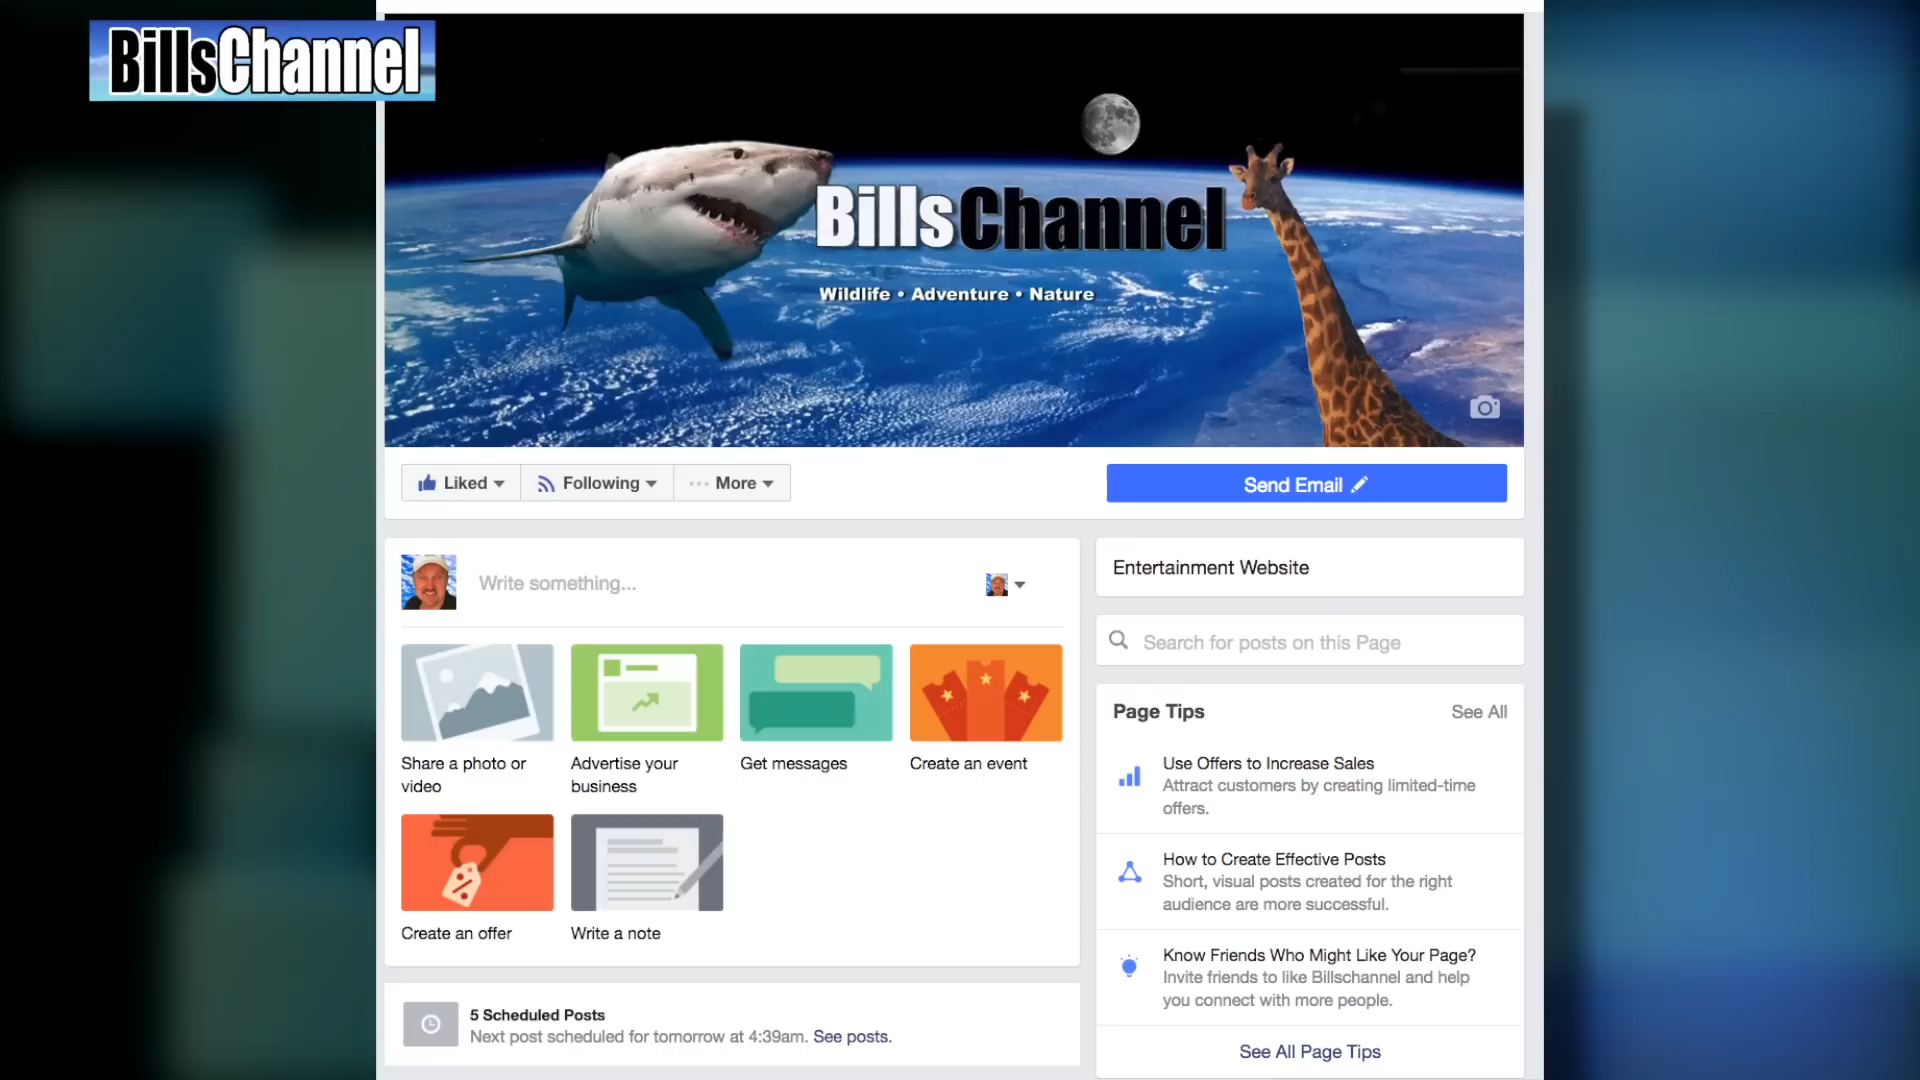 BillsChannel
BillsChannel
Wildlife • Adventure • Nature
Liked
Following
More
Send Email
Write something...
Share a photo or
video
Advertise your
business
Get messages
Create an event
Create an offer
Write a note
5 Scheduled Posts
Next post scheduled for tomorrow at 4:39am. See posts.
Entertainment Website
Search for posts on this Page
Page Tips
See All
Use Offers to Increase Sales
Attract customers by creating limited-time
offers.
How to Create Effective Posts
Short, visual posts created for the right
audience are more successful.
Know Friends Who Might Like Your Page?
Invite friends to like Billschannel and help
you connect with more people.
See All Page Tips